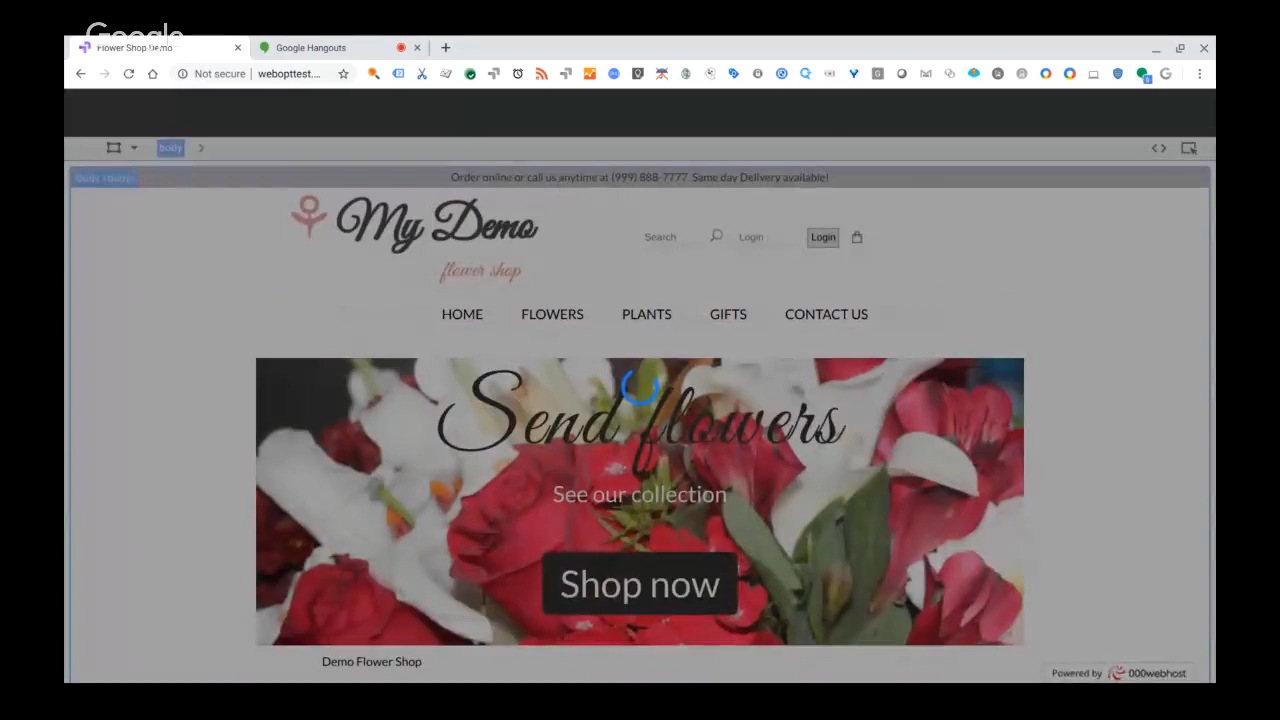 Google
Flower Shop Demo
Google Hangouts
Not secure
webopttest....
body
Order online or call us anytime at (999) 888-7777 Same day Delivery available!
My Demo
flower shop
Search
Login
Login
HOME
FLOWERS
PLANTS
GIFTS
CONTACT US
Send flowers
See our collection
Shop now
Demo Flower Shop
Powered by
000webhost